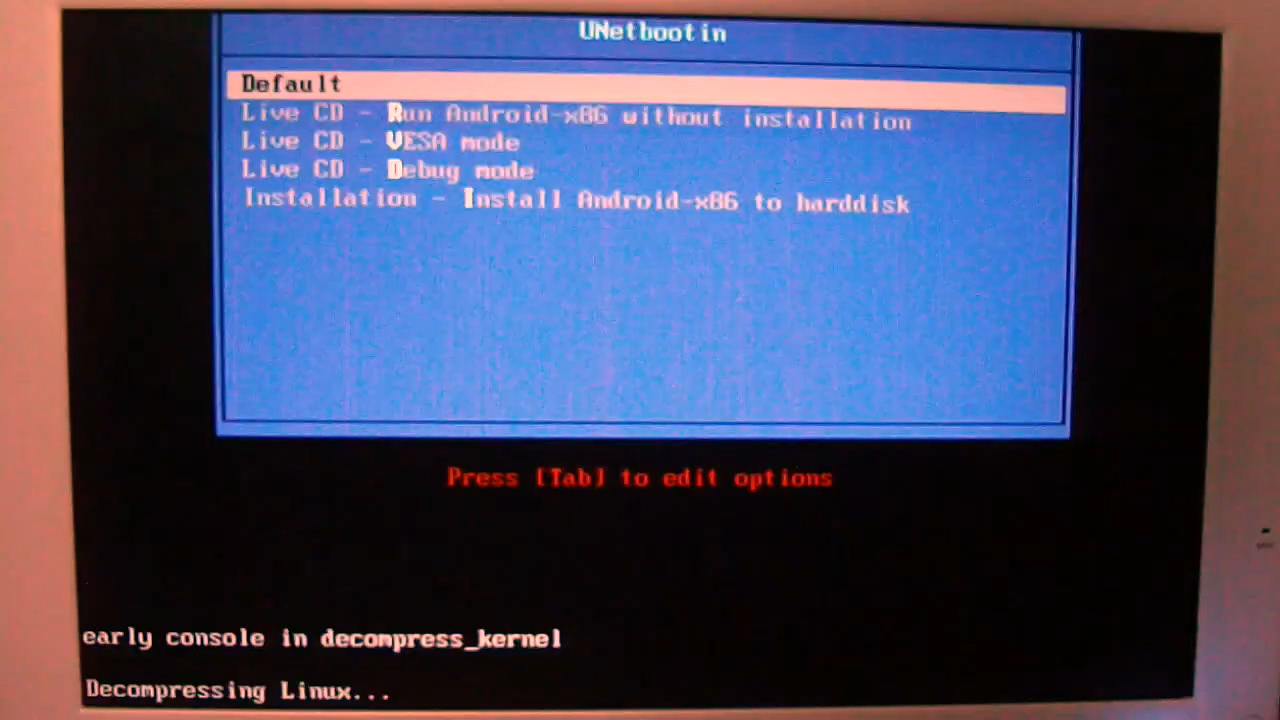 UNetbootin
Default
Live CD - Run Android-x86 without installation
Live CD - VESA mode
Live CD - Debug mode
Installation - Install Android-x86 to harddisk
Press [Tab] to edit options
early console in decompress_kernel
Decompressing Linux...